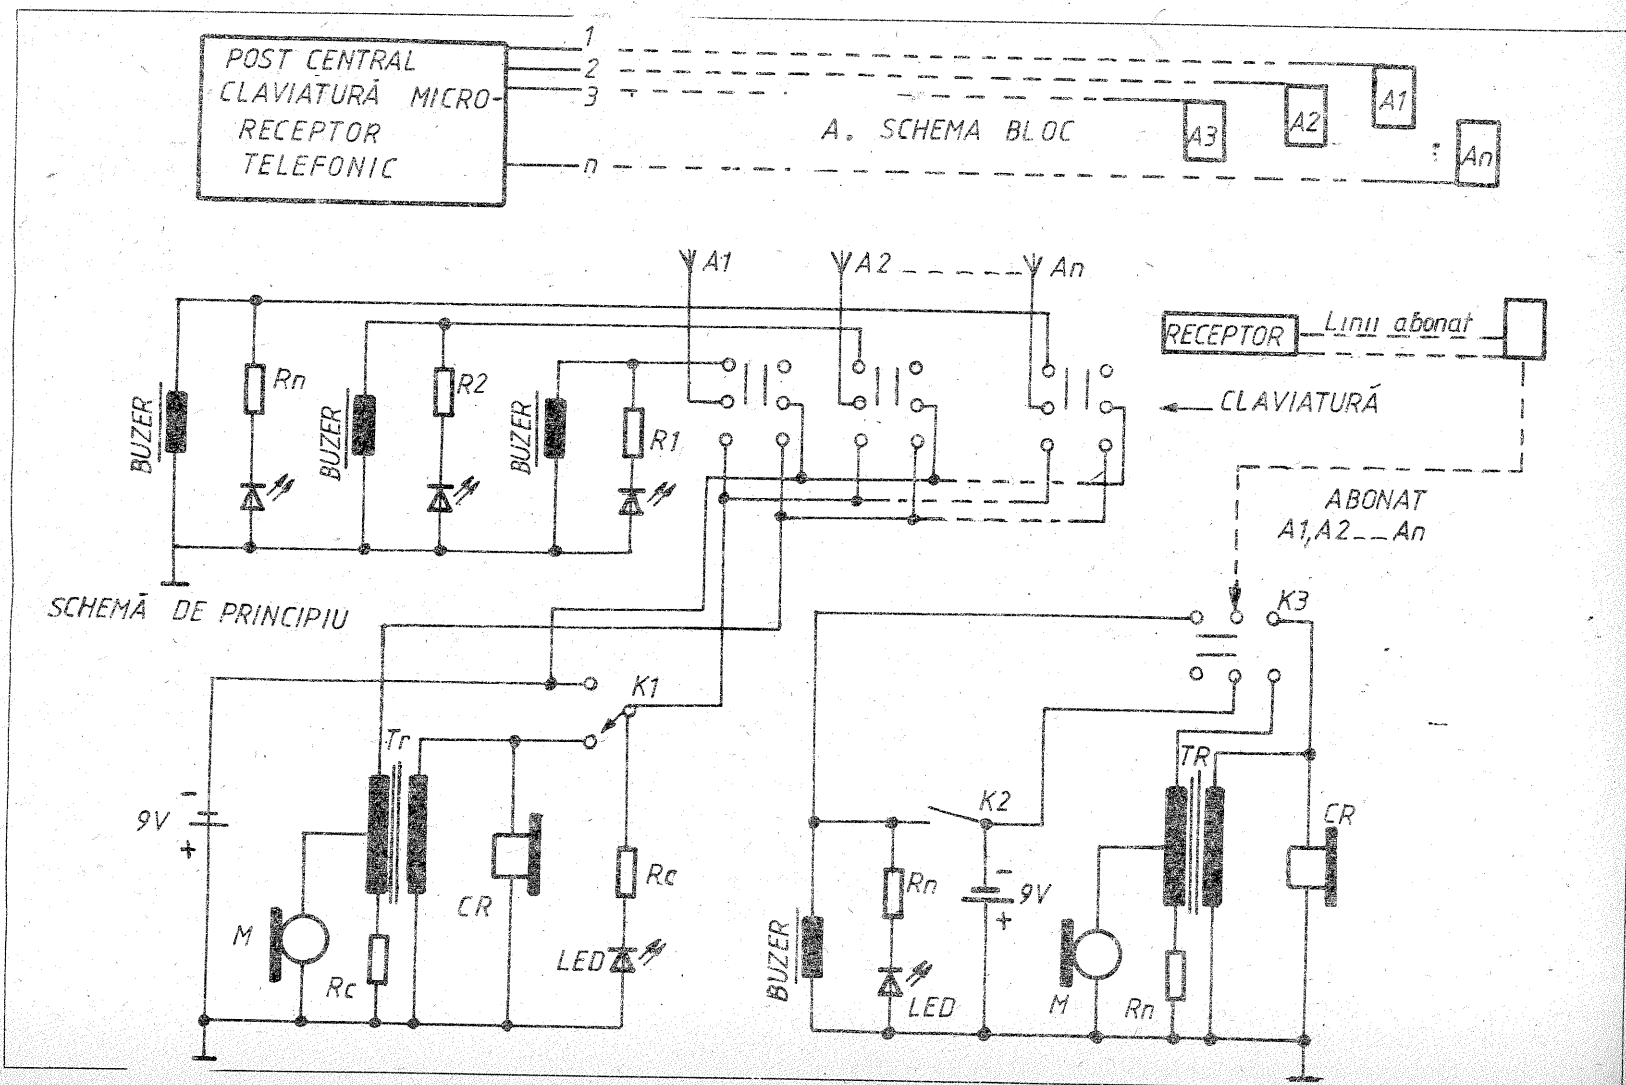 POST CENTRAL
CLAVIATURĂ MICRO-
RECEPTOR
TELEFONIC
1
2
3
n
A. SCHEMA BLOC
A3
A2
A1
An
A1
A2
An
BUZER
Rn
BUZER
R2
BUZER
R1
RECEPTOR
Linii abonat
CLAVIATURĂ
ABONAT
A1, A2__An
SCHEMĂ DE PRINCIPIU
K1
K3
Tr
-
9V
+
M
Rc
CR
Rc
LED
TR
K2
CR
Rn
-
9V
+
BUZER
LED
M
Rn